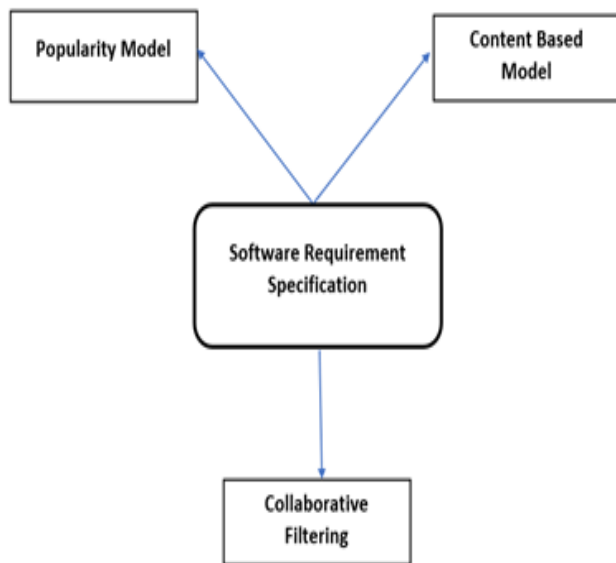 Popularity Model
Content Based
Model
Software Requirement
Specification
Collaborative
Filtering